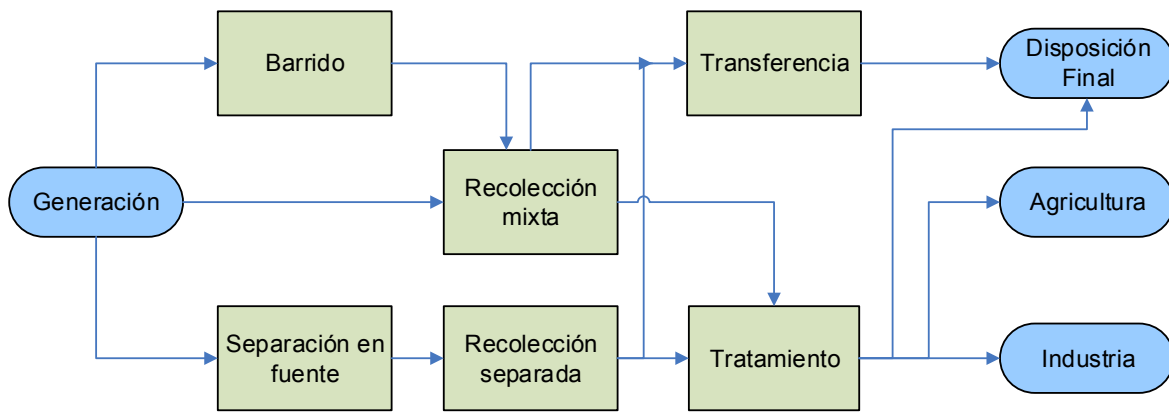 Barrido
Transferencia
Disposición
Final
Generación
Recolección
mixta
Agricultura
Separación en
fuente
Recolección
separada
Tratamiento
Industria